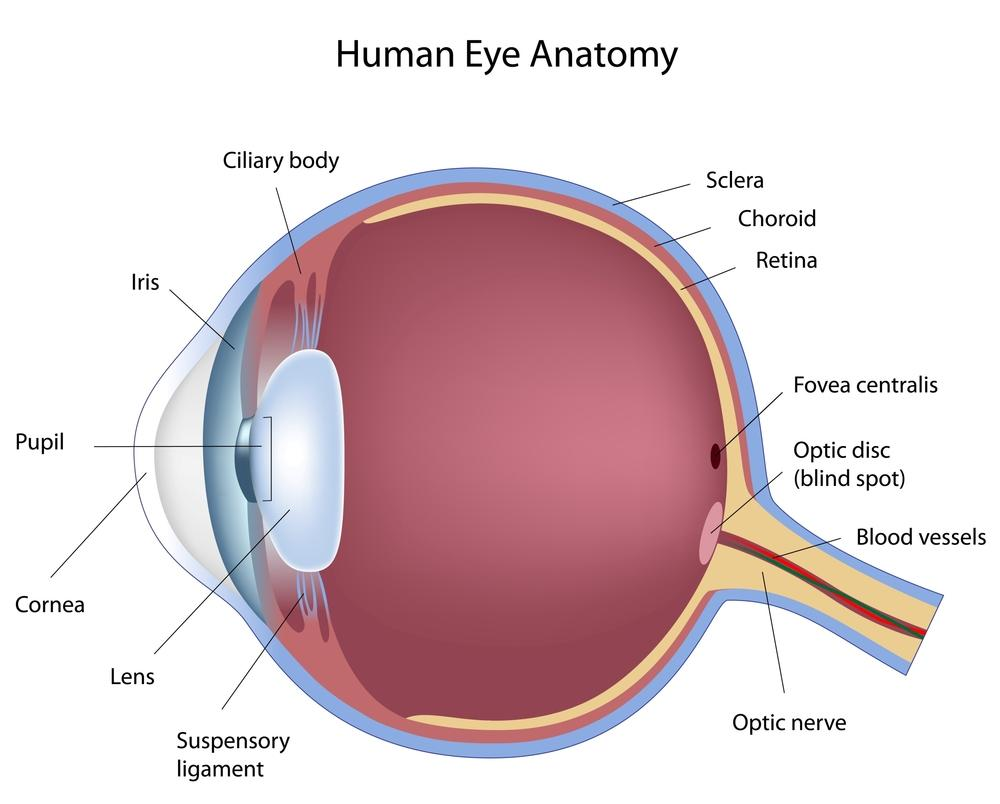 Human Eye Anatomy
Ciliary body
Sclera
Choroid
Retina
Iris
Fovea centralis
Pupil
Optic disc
(blind spot)
Blood vessels
Cornea
Lens
Optic nerve
Suspensory
ligament